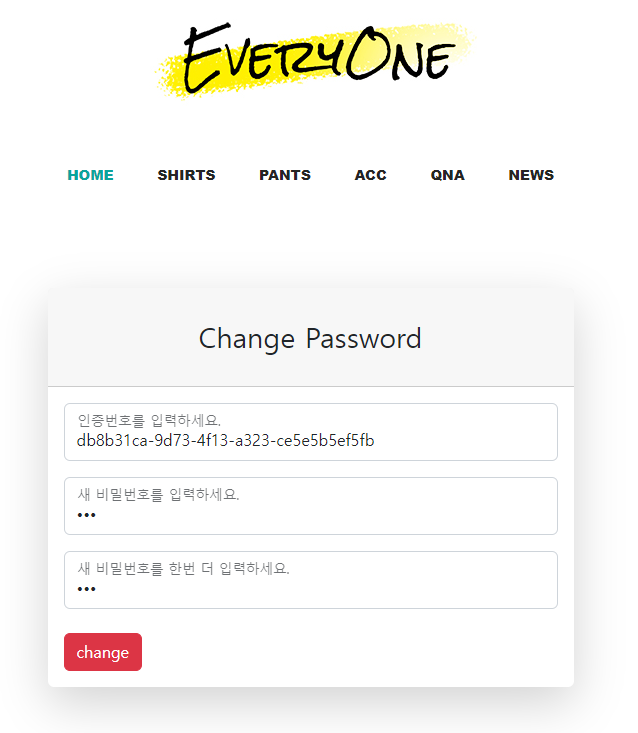 EveryOne
HOME SHIRTS PANTS ACC QNA NEWS
Change Password
인증번호를 입력하세요.
db8b31ca-9d73-4f13-a323-ce5e5b5ef5fb
새 비밀번호를 입력하세요.
•••
새 비밀번호를 한번 더 입력하세요.
•••
change